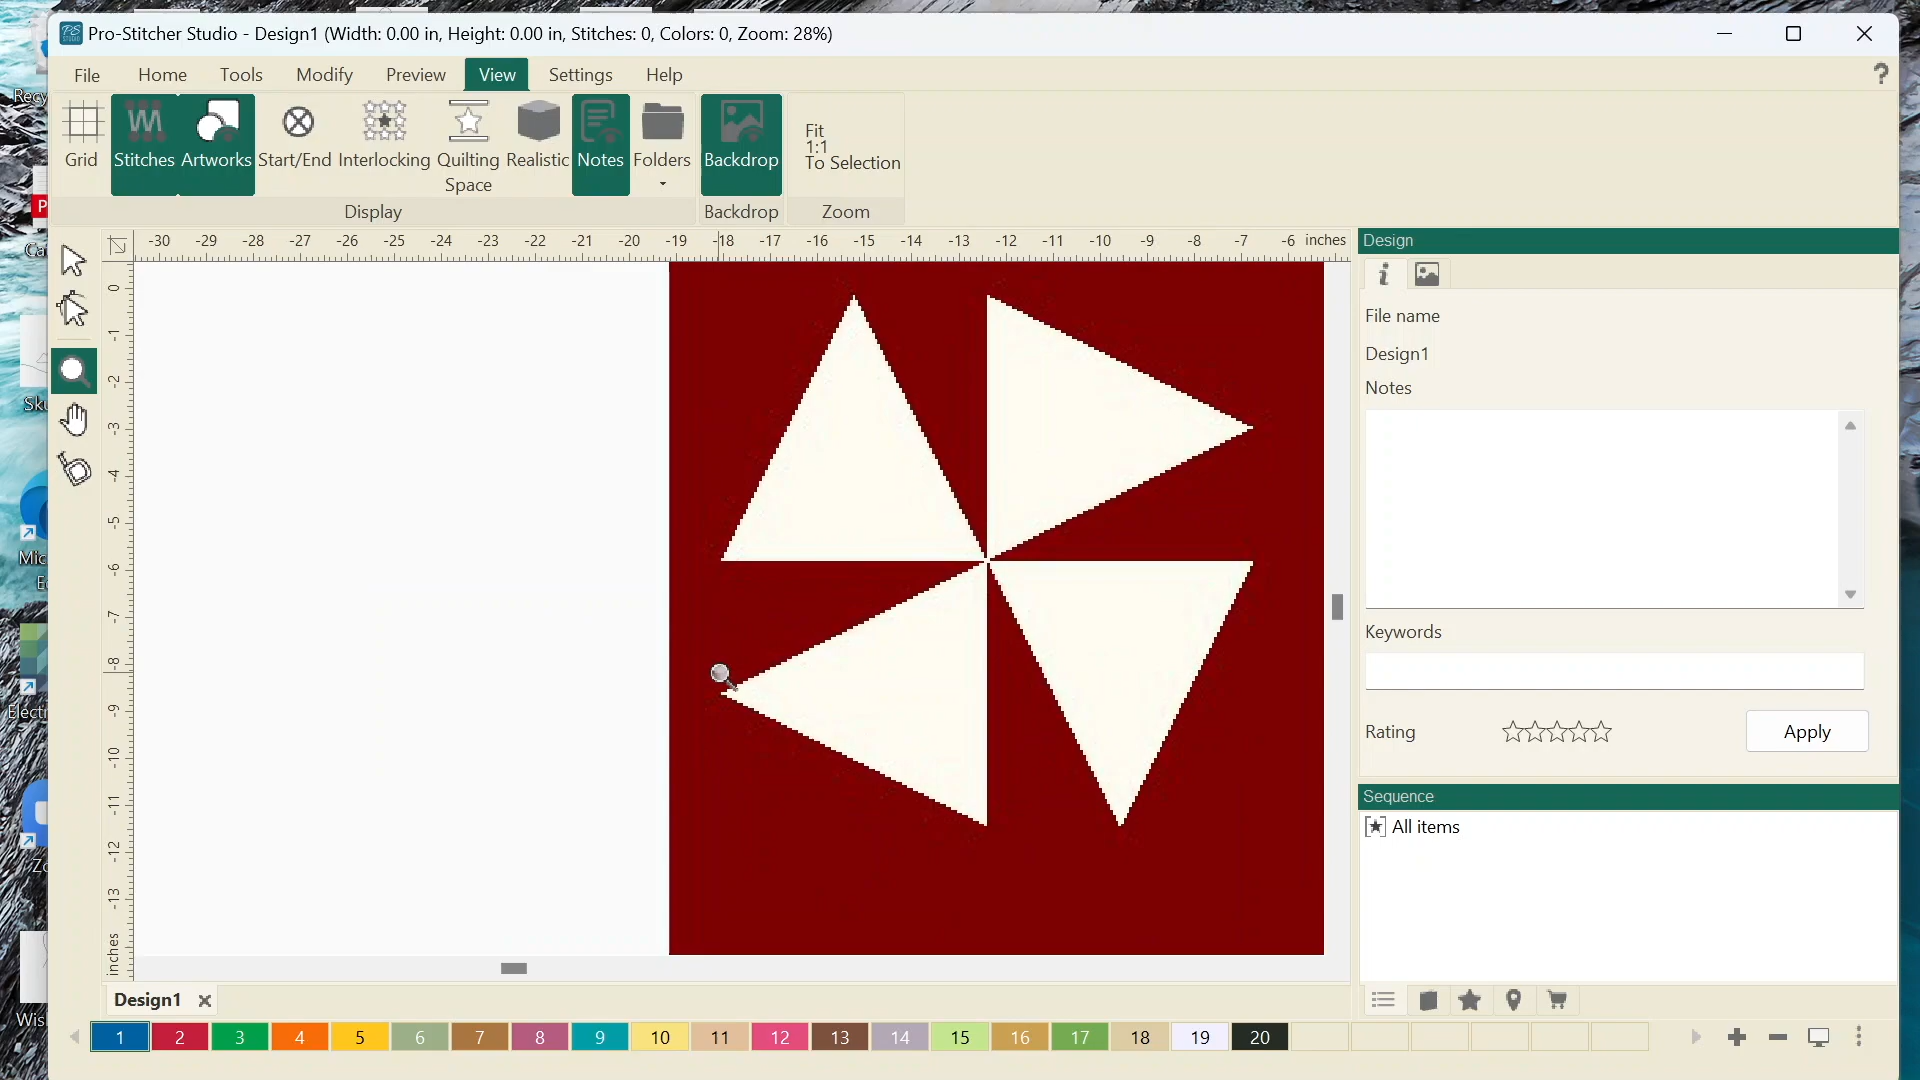 Pro-Stitcher Studio - Design1 (Width: 0.00 in, Height: 0.00 in, Stitches: 0, Colors: 0, Zoom: 28%)
File Home Tools Modify Preview View Settings Help
Grid Stitches Artworks Start/End Interlocking Quilting Space Realistic Notes Folders Backdrop
Fit
1:1
To Selection
Display Backdrop Zoom
-30 -29 -28 -27 -26 -25 -24 -23 -22 -21 -20 -19 -18 -17 -16 -15 -14 -13 -12 -11 -10 -9 -8 -7 -6 inches
0
-1
-2
-3
-4
-5
-6
-7
-8
-9
-10
-11
-12
-13
inches
Design
File name
Design1
Notes
Keywords
Rating
Apply
Sequence
All items
Design1
1 2 3 4 5 6 7 8 9 10 11 12 13 14 15 16 17 18 19 20